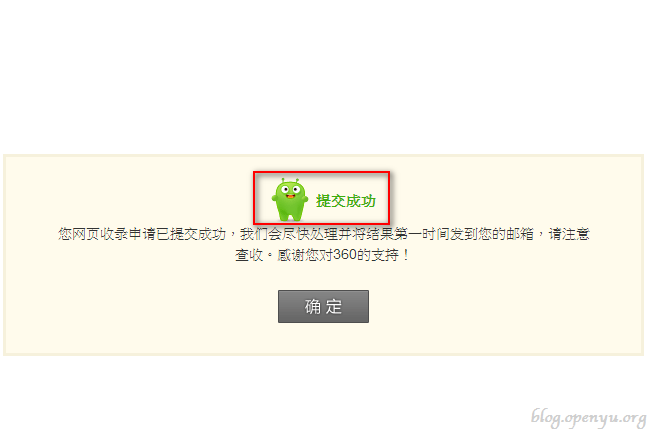 提交成功
您网页收录申请已提交成功，我们会尽快处理并将结果第一时间发到您的邮箱，请注意
查收。感谢您对360的支持！
确 定
blog.openyu.org